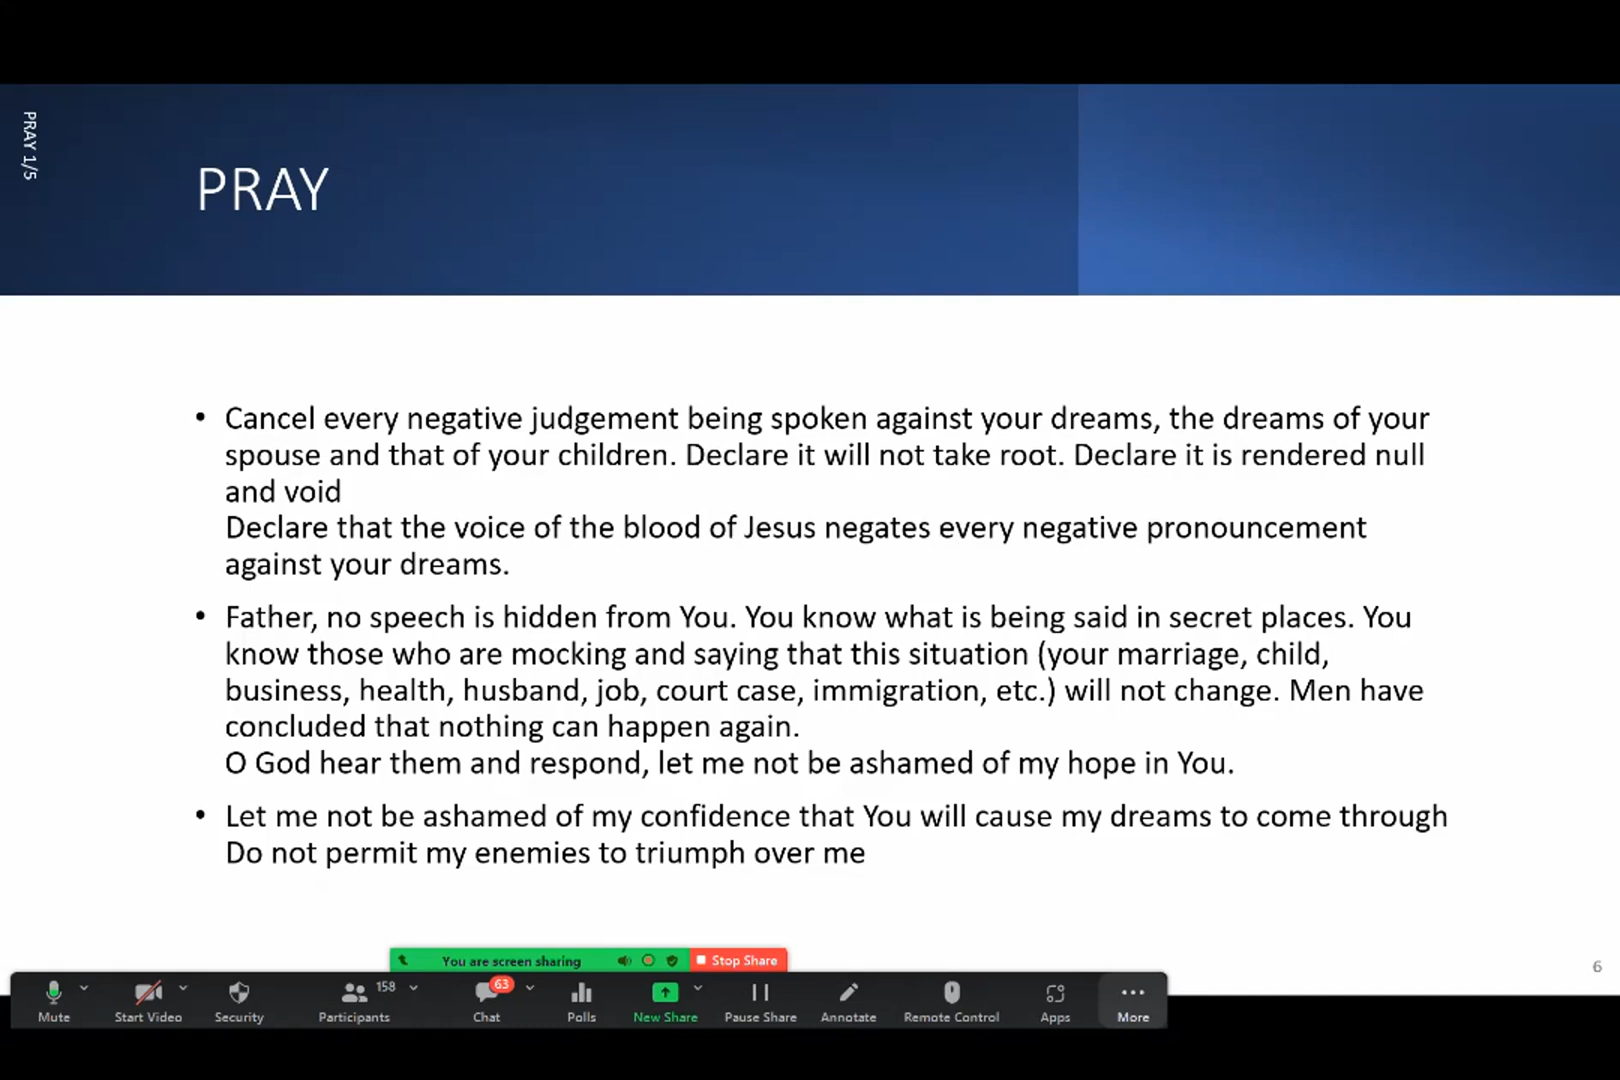 PRAY 1/5
PRAY
• Cancel every negative judgement being spoken against your dreams, the dreams of your
spouse and that of your children. Declare it will not take root. Declare it is rendered null
and void
Declare that the voice of the blood of Jesus negates every negative pronouncement
against your dreams.
• Father, no speech is hidden from You. You know what is being said in secret places. You
know those who are mocking and saying that this situation (your marriage, child,
business, health, husband, job, court case, immigration, etc.) will not change. Men have
concluded that nothing can happen again.
O God hear them and respond, let me not be ashamed of my hope in You.
• Let me not be ashamed of my confidence that You will cause my dreams to come through
Do not permit my enemies to triumph over me
6
You are screen sharing Stop Share
158 63
Mute Start Video Security Participants Chat Polls New Share Pause Share Annotate Remote Control Apps More